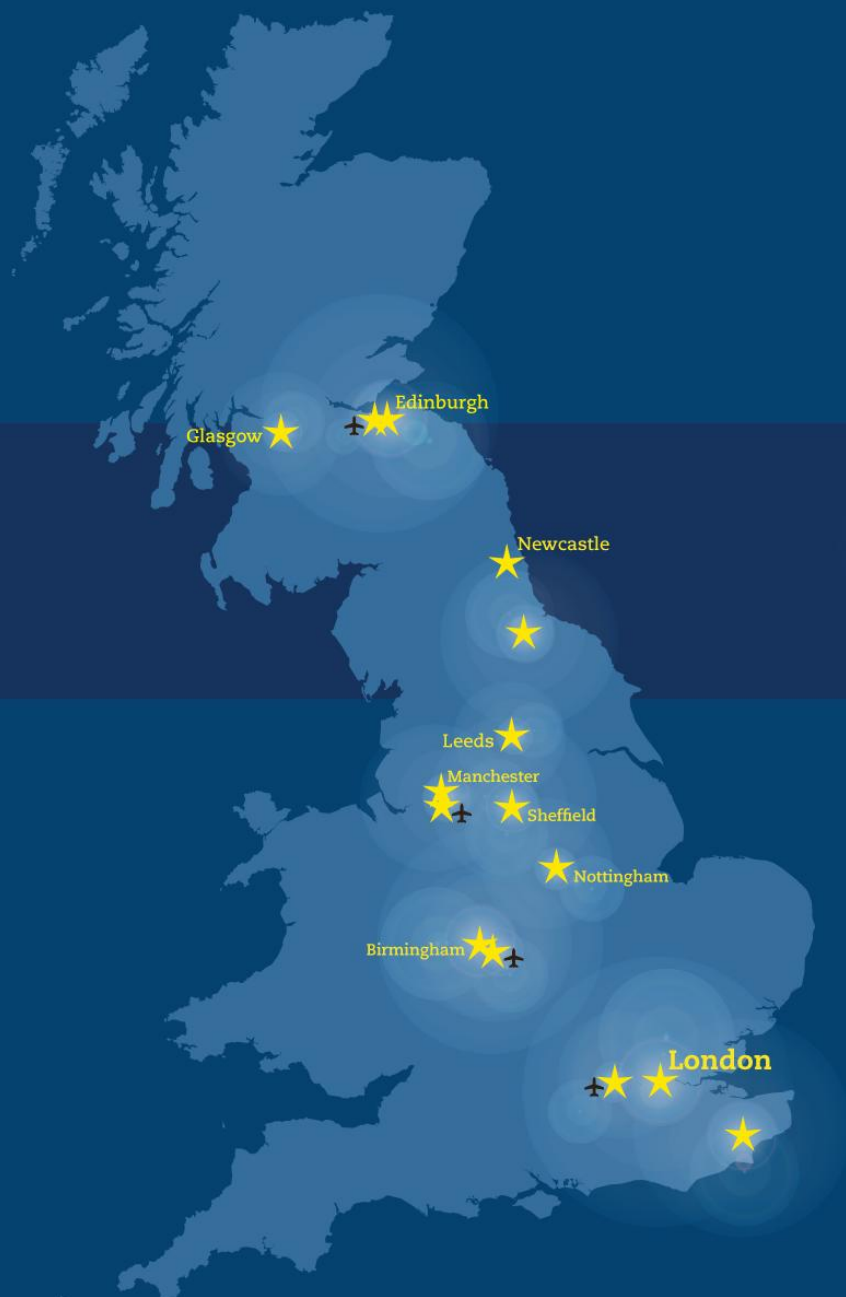 Edinburgh
Glasgow
Newcastle
Leeds
Manchester
Sheffield
Nottingham
Birmingham
London